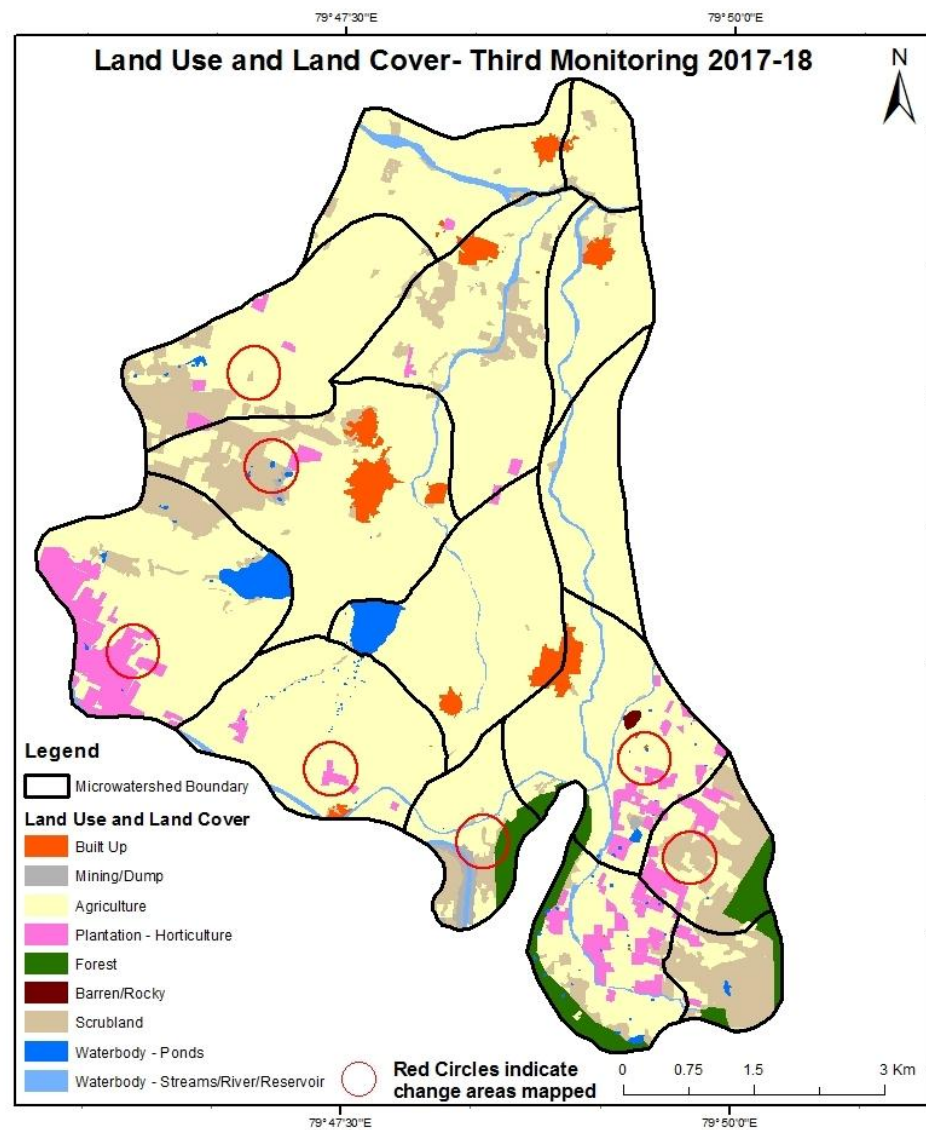 79°47'30"E 79°50'0"E
Land Use and Land Cover- Third Monitoring 2017-18
N
Legend
Microwatershed Boundary
Land Use and Land Cover
Built Up
Mining/Dump
Agriculture
Plantation - Horticulture
Forest
Barren/Rocky
Scrubland
Waterbody - Ponds
Waterbody - Streams/River/Reservoir
Red Circles indicate
change areas mapped
0 0.75 1.5 3 Km
79°47'30"E 79°50'0"E